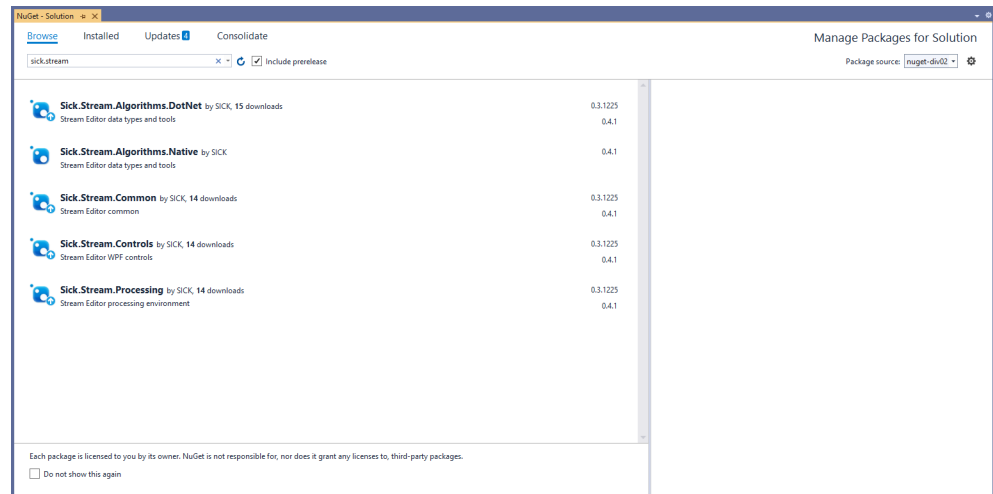 NuGet - Solution
Browse Installed Updates 4 Consolidate
Manage Packages for Solution
sick.stream
Include prerelease
Package source: nuget-div02
Sick.Stream.Algorithms.DotNet by SICK, 15 downloads
0.3.1225
Stream Editor data types and tools
0.4.1
Sick.Stream.Algorithms.Native by SICK
0.4.1
Stream Editor data types and tools
Sick.Stream.Common by SICK, 14 downloads
0.3.1225
Stream Editor common
0.4.1
Sick.Stream.Controls by SICK, 14 downloads
0.3.1225
Stream Editor WPF controls
0.4.1
Sick.Stream.Processing by SICK, 14 downloads
0.3.1225
Stream Editor processing environment
0.4.1
Each package is licensed to you by its owner. NuGet is not responsible for, nor does it grant any licenses to, third-party packages.
Do not show this again